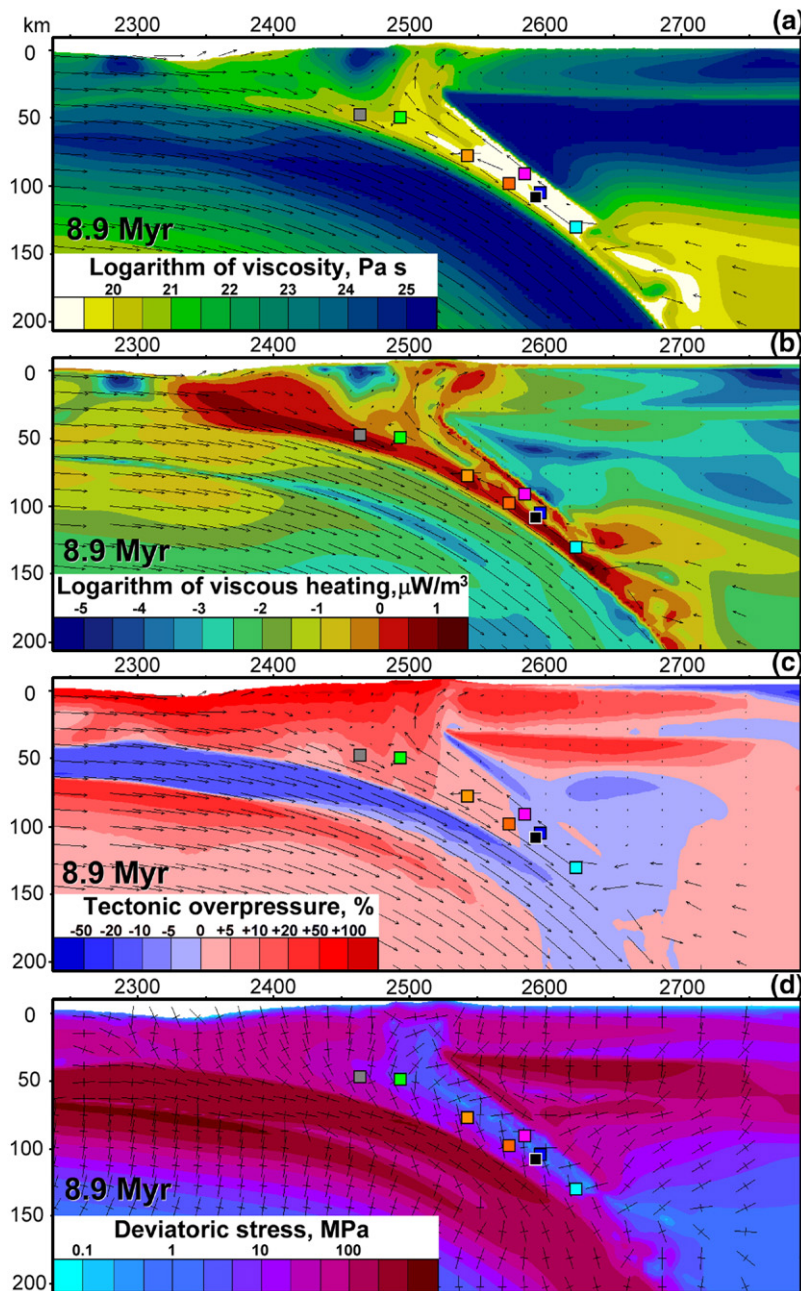 (a)
km 2300 2400 2500 2600 2700
0
50
100
150
200
8.9 Myr
Logarithm of viscosity, Pa s
20 21 22 23 24 25
(b)
2300 2400 2500 2600 2700
0
50
100
150
200
8.9 Myr
Logarithm of viscous heating,μW/m³
-5 -4 -3 -2 -1 0 1
(c)
2300 2400 2500 2600 2700
0
50
100
150
200
8.9 Myr
Tectonic overpressure, %
-50 -20 -10 -5 0 +5 +10 +20 +50 +100
(d)
2300 2400 2500 2600 2700
0
50
100
150
200
8.9 Myr
Deviatoric stress, MPa
0.1 1 10 100